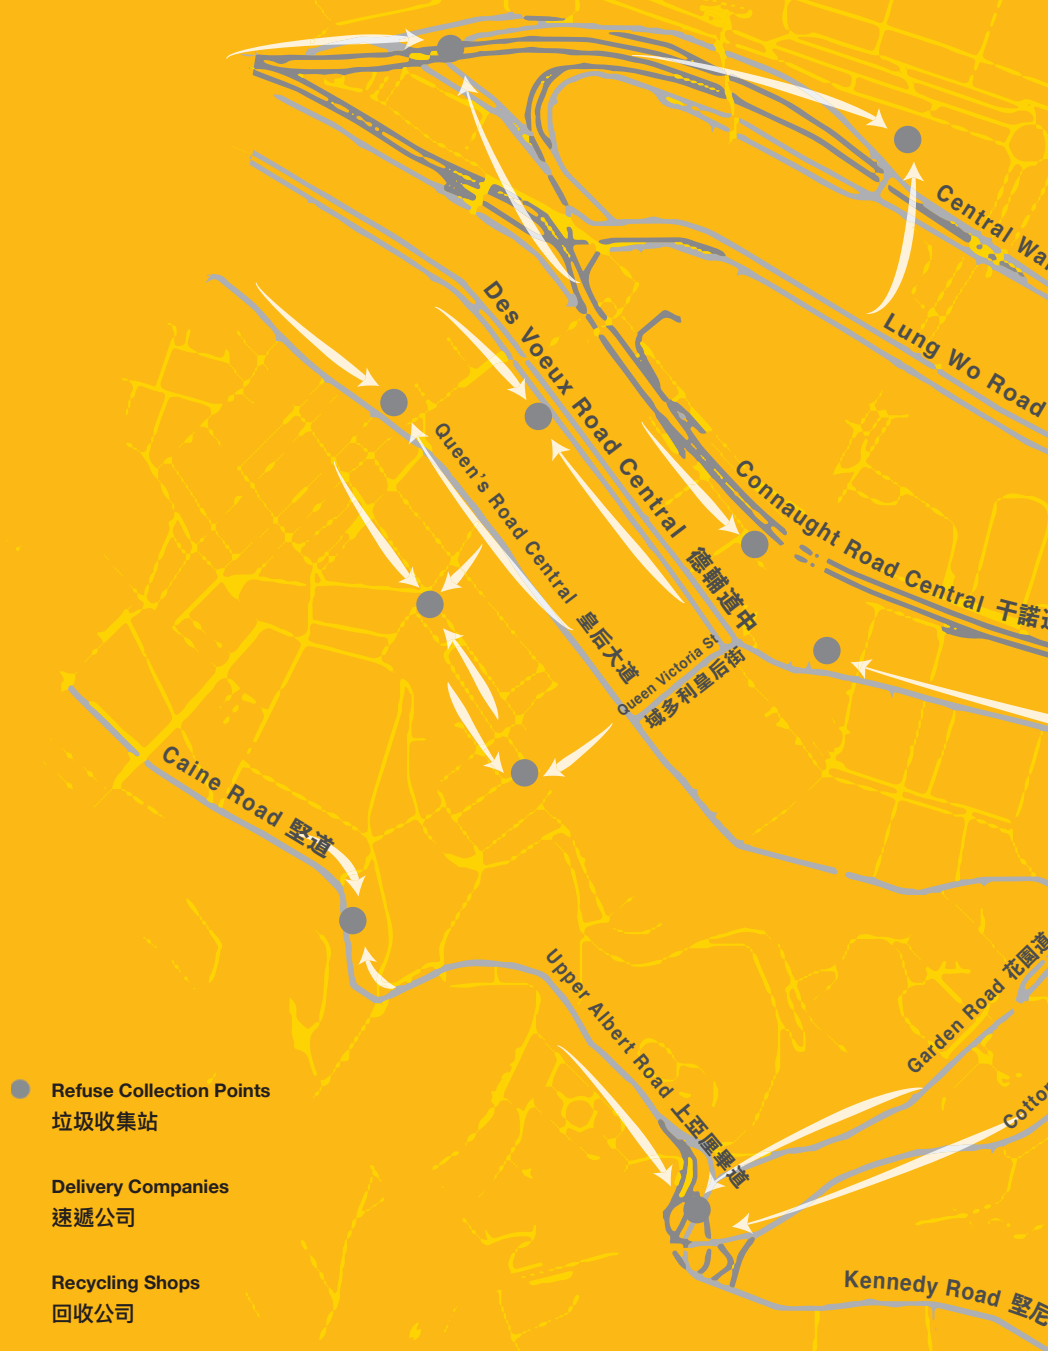 Central Wa
Lung Wo Road
Des Voeux Road Central 德輔道中
Connaught Road Central 干諾道
Queen's Road Central 皇后大道
Queen Victoria St
域多利皇后街
Caine Road 堅道
Upper Albert Road 上亞厘畢道
Garden Road 花園道
Cotto
Kennedy Road 堅尼
Refuse Collection Points
垃圾收集站
Delivery Companies
速遞公司
Recycling Shops
回收公司